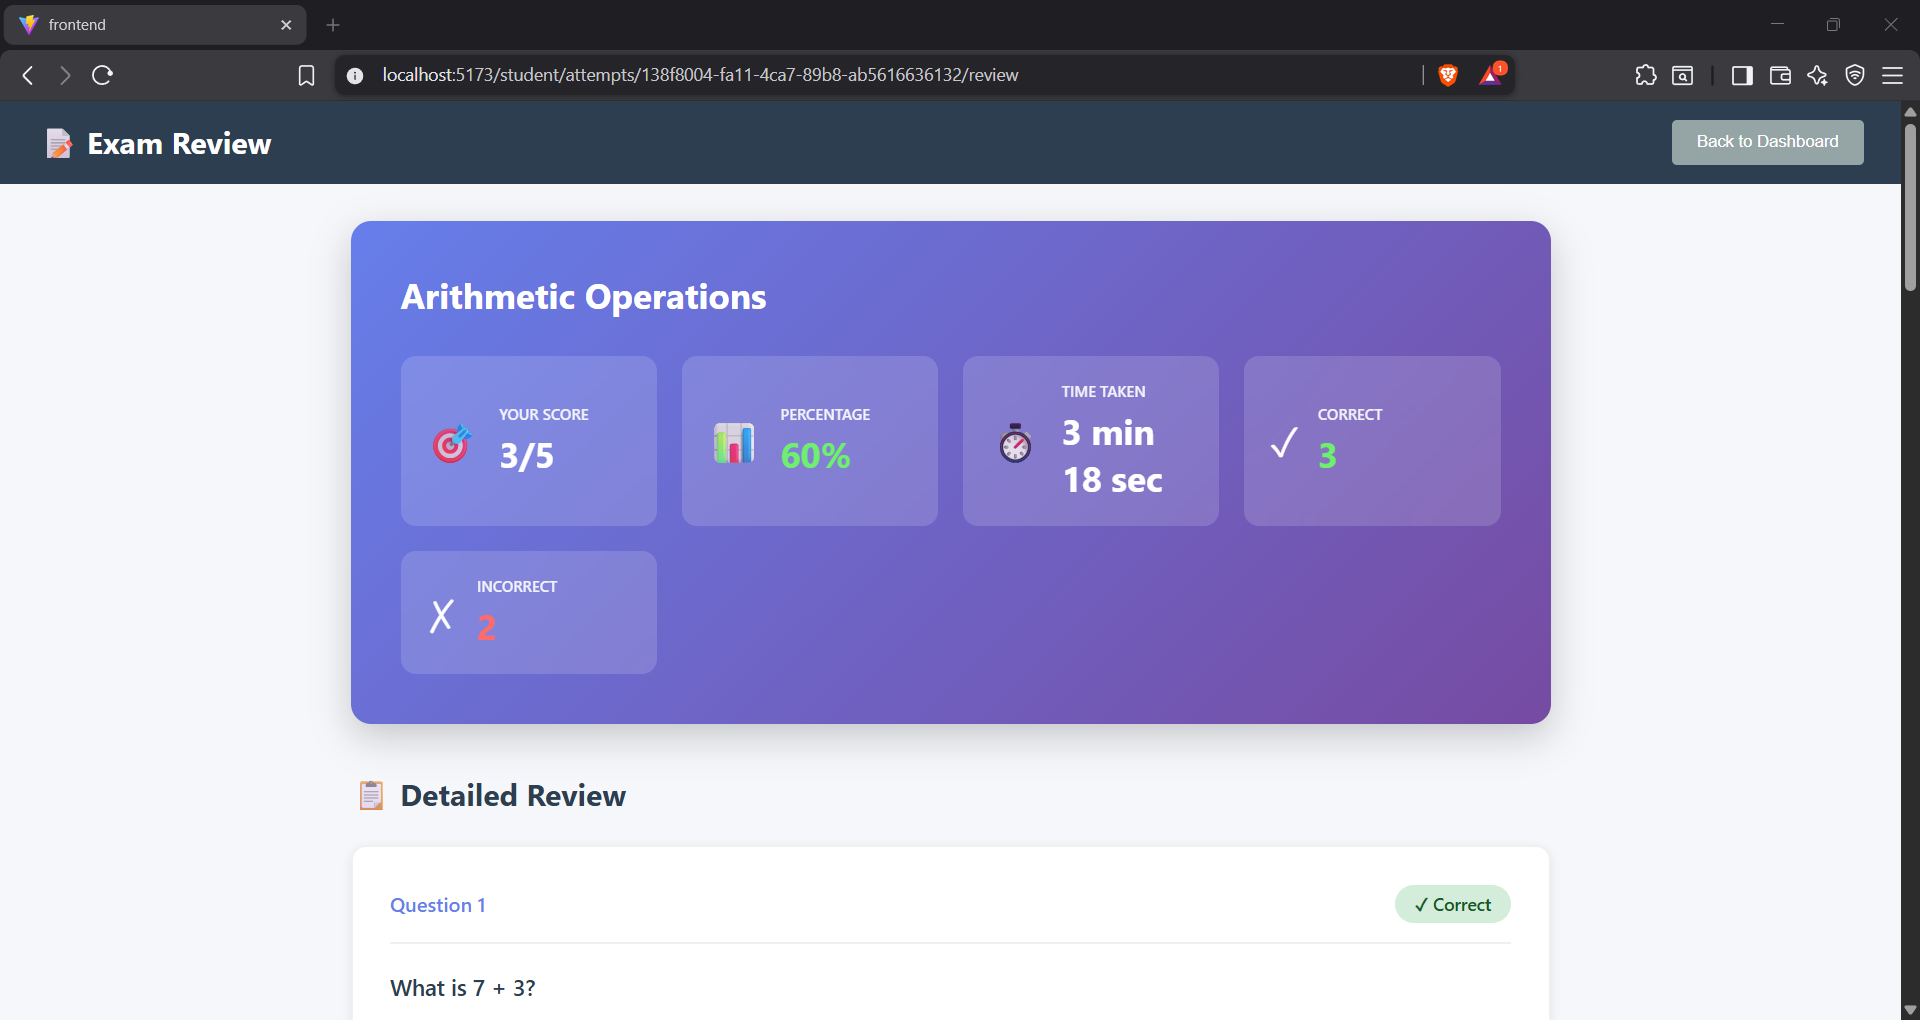 frontend
localhost:5173/student/attempts/138f8004-fa11-4ca7-89b8-ab5616636132/review
1
Exam Review
Back to Dashboard
Arithmetic Operations
YOUR SCORE
3/5
PERCENTAGE
60%
TIME TAKEN
3 min
18 sec
CORRECT
3
INCORRECT
2
Detailed Review
Question 1
✓ Correct
What is 7 + 3?